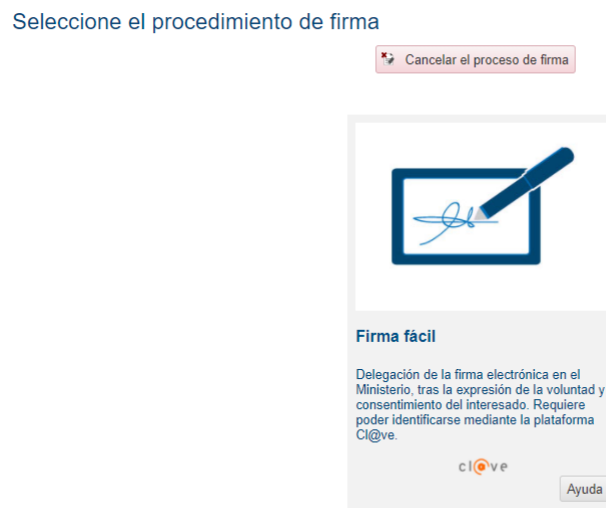 Seleccione el procedimiento de firma
Cancelar el proceso de firma
Firma fácil
Delegación de la firma electrónica en el
Ministerio, tras la expresión de la voluntad y
consentimiento del interesado. Requiere
poder identificarse mediante la plataforma
Cl@ve.
cl@ve
Ayuda